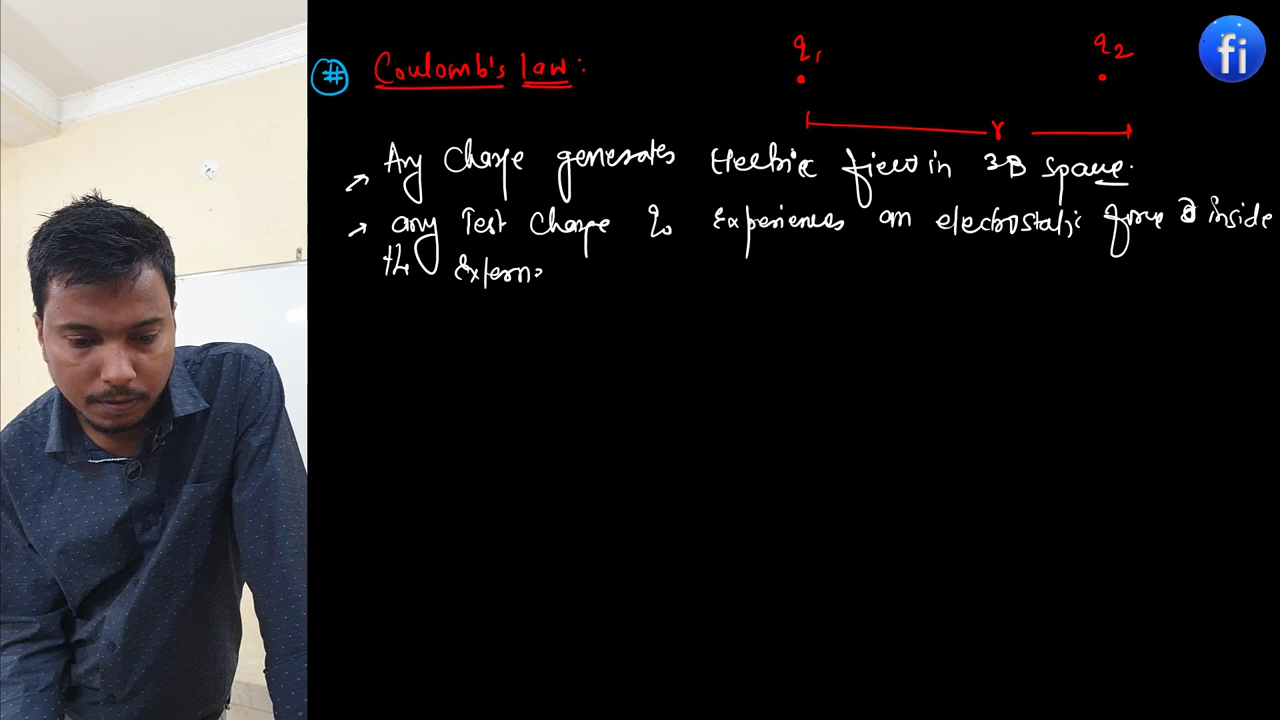 q1 q2
# Coulomb's law:
r
→ Any Charge generates Electric field in 3D space.
→ any Test Charge q0 experiences an electrostatic force inside
the Extern
fi